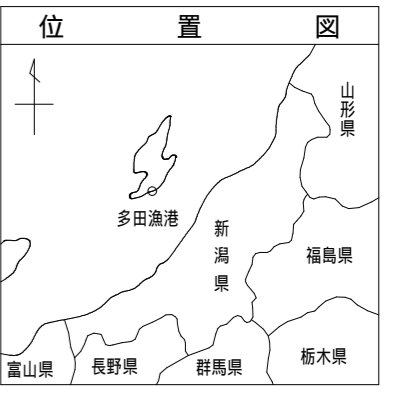 位置図
山形県
多田漁港
新潟県
福島県
富山県
長野県
群馬県
栃木県